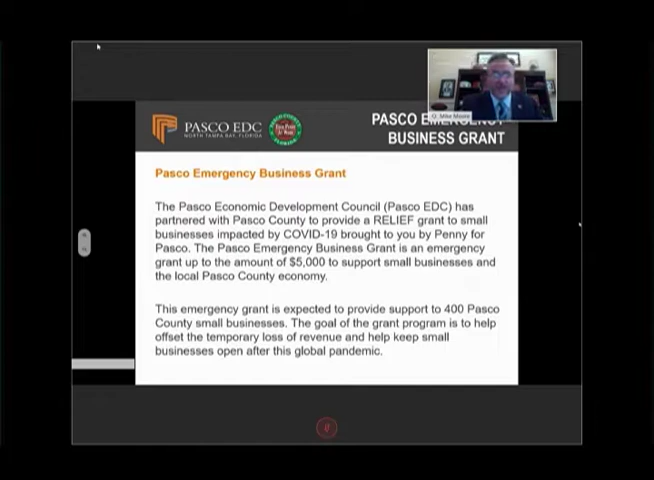 Mike Moore
PASCO EDC
NORTH TAMPA BAY, FLORIDA
PASCO EMERGENCY
BUSINESS GRANT
Pasco Emergency Business Grant
The Pasco Economic Development Council (Pasco EDC) has
partnered with Pasco County to provide a RELIEF grant to small
businesses impacted by COVID-19 brought to you by Penny for
Pasco. The Pasco Emergency Business Grant is an emergency
grant up to the amount of $5,000 to support small businesses and
the local Pasco County economy.
This emergency grant is expected to provide support to 400 Pasco
County small businesses. The goal of the grant program is to help
offset the temporary loss of revenue and help keep small
businesses open after this global pandemic.